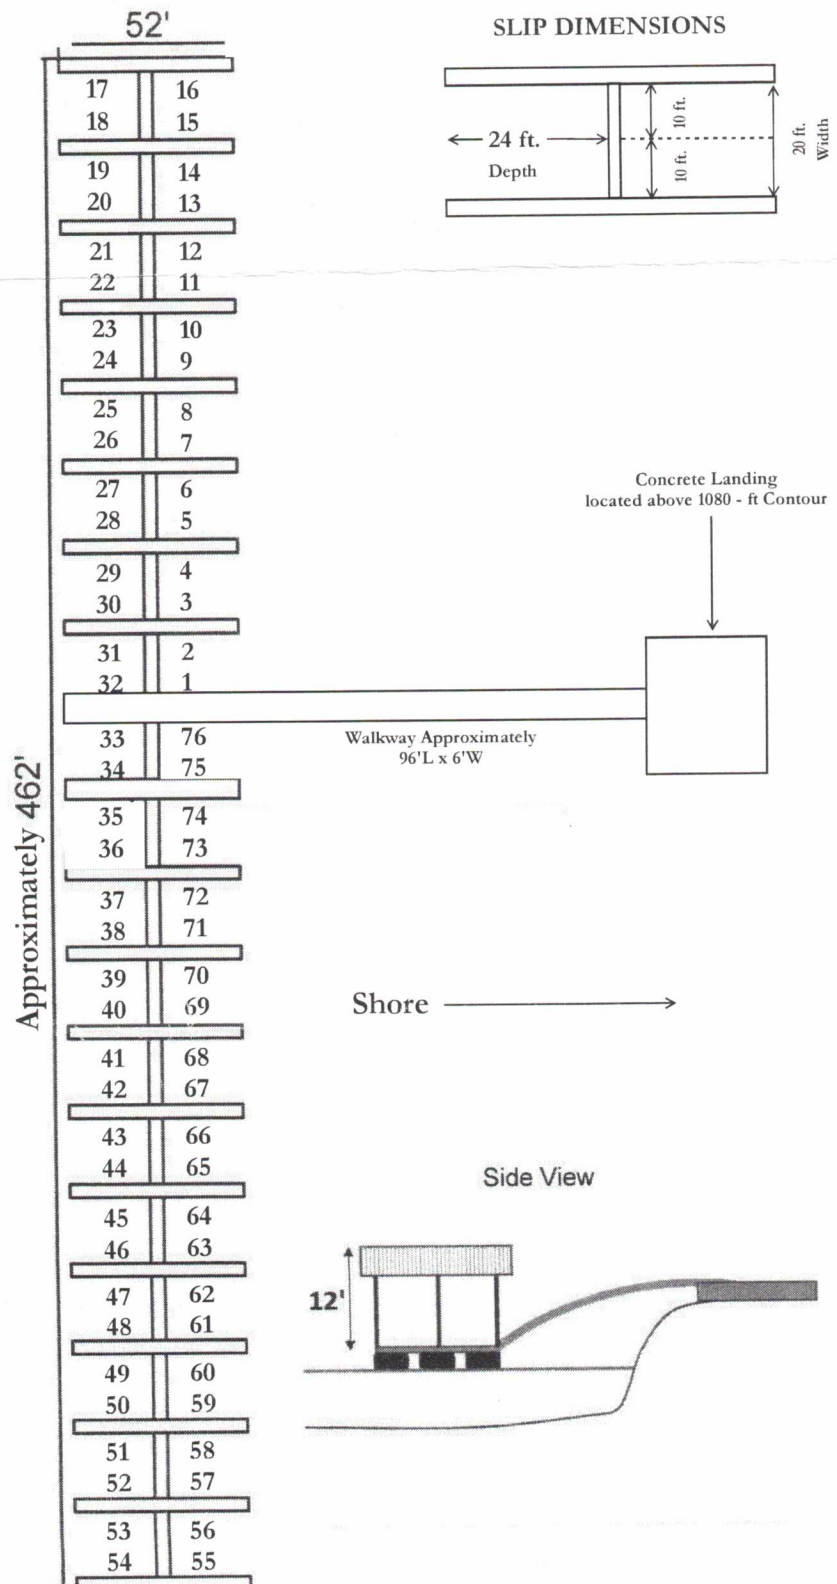 52'
17 16
18 15
19 14
20 13
21 12
22 11
23 10
24 9
25 8
26 7
27 6
28 5
29 4
30 3
31 2
32 1
33 76
34 75
35 74
36 73
37 72
38 71
39 70
40 69
41 68
42 67
43 66
44 65
45 64
46 63
47 62
48 61
49 60
50 59
51 58
52 57
53 56
54 55
Approximately 462'
SLIP DIMENSIONS
24 ft.
Depth
10 ft.
10 ft.
20 ft.
Width
Concrete Landing
located above 1080 - ft Contour
Walkway Approximately
96'L x 6'W
Shore
Side View
12'